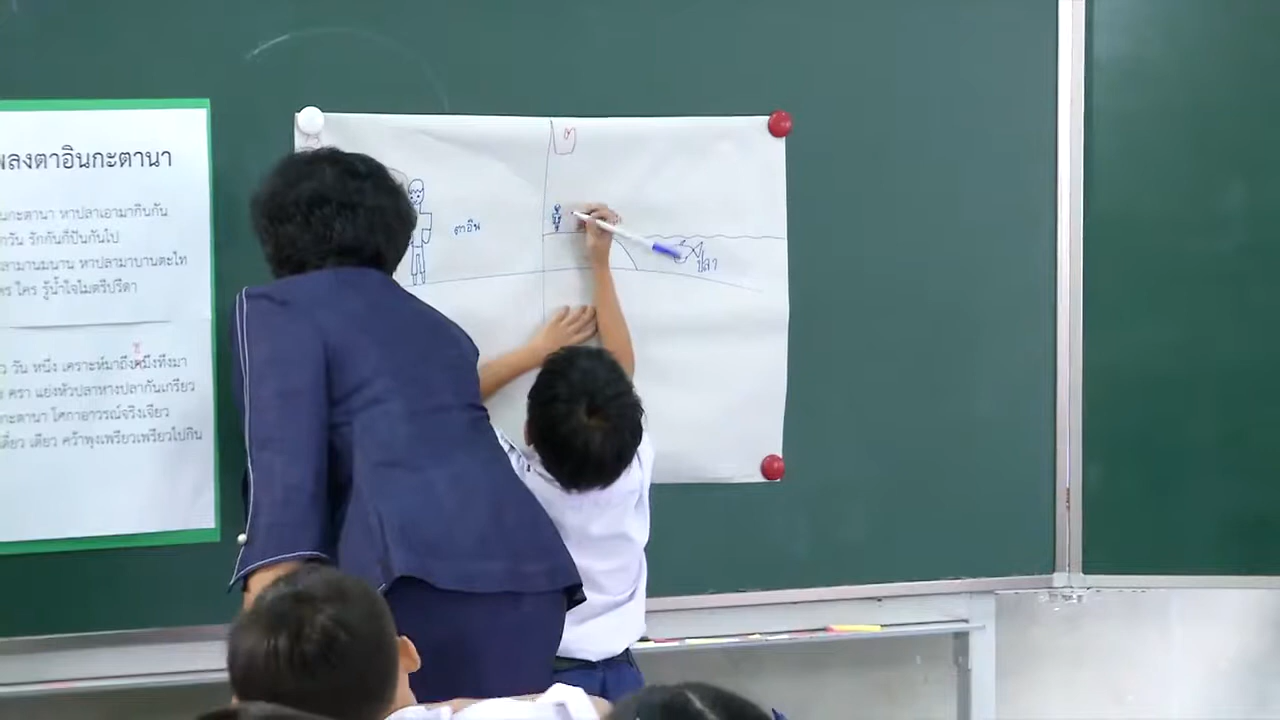 พลงตาอินกะตานา
นกะตานา หาปลาเอามากินกัน
กวัน รักกันก็ปันกันไป
ลามานมนาน หาปลามาบานตะไท
คร ใคร รู้น้ำใจไมตรีปรีดา
ว วัน หนึ่ง เคราะห์มาถึงหมึงทึงมา
ครา แย่งหัวปลาหางปลากันเกรียว
กะตานา โศกาอาวรณ์จริงเจียว
ดี่ยว เดียว คว้าพุงเพรียวเพรียวไปกิน
ตาอิน
ปลา